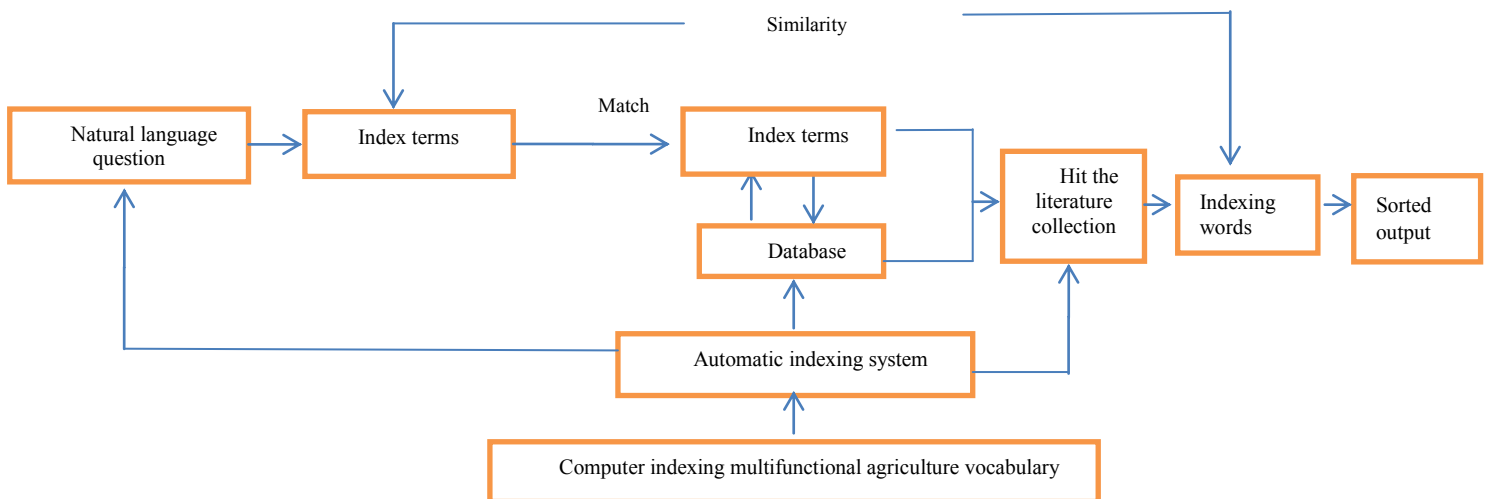 Similarity
Match
Natural language
question
Index terms
Index terms
Hit the
literature
collection
Indexing
words
Sorted
output
Database
Automatic indexing system
Computer indexing multifunctional agriculture vocabulary